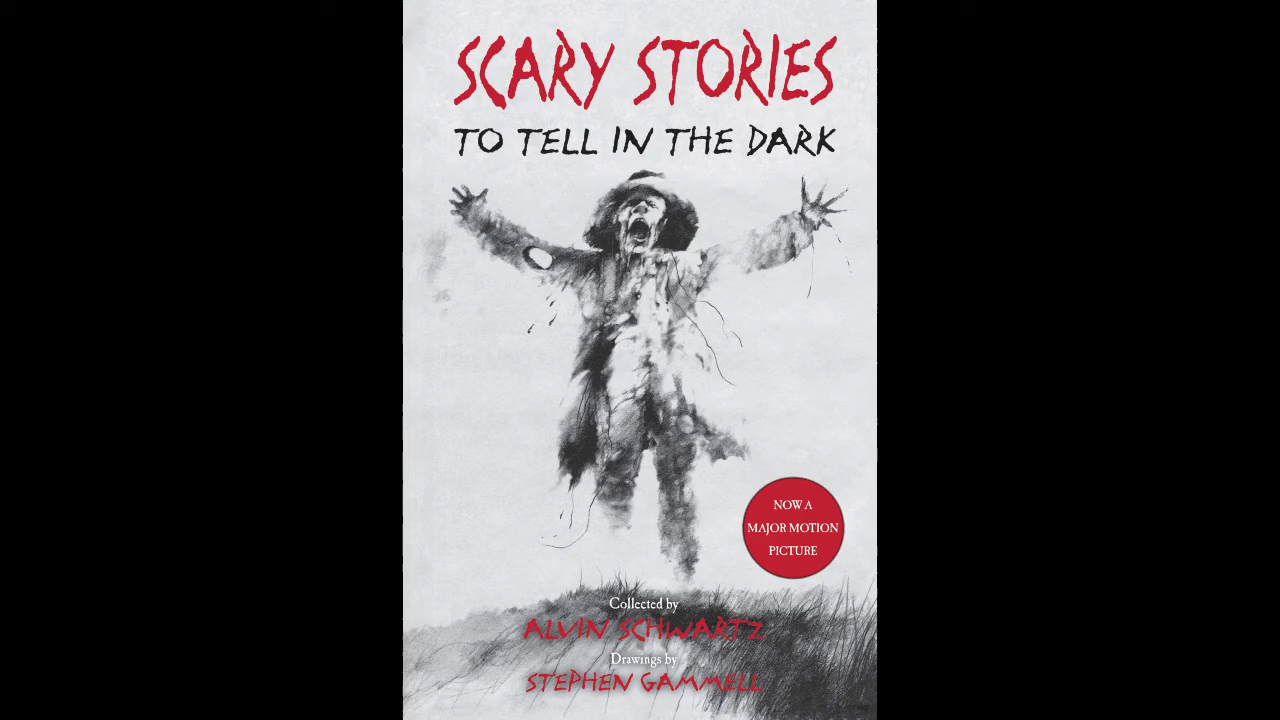 SCARY STORIES
TO TELL IN THE DARK
NOW A
MAJOR MOTION
PICTURE
Collected by
ALVIN SCHWARTZ
Drawings by
STEPHEN GAMMELL